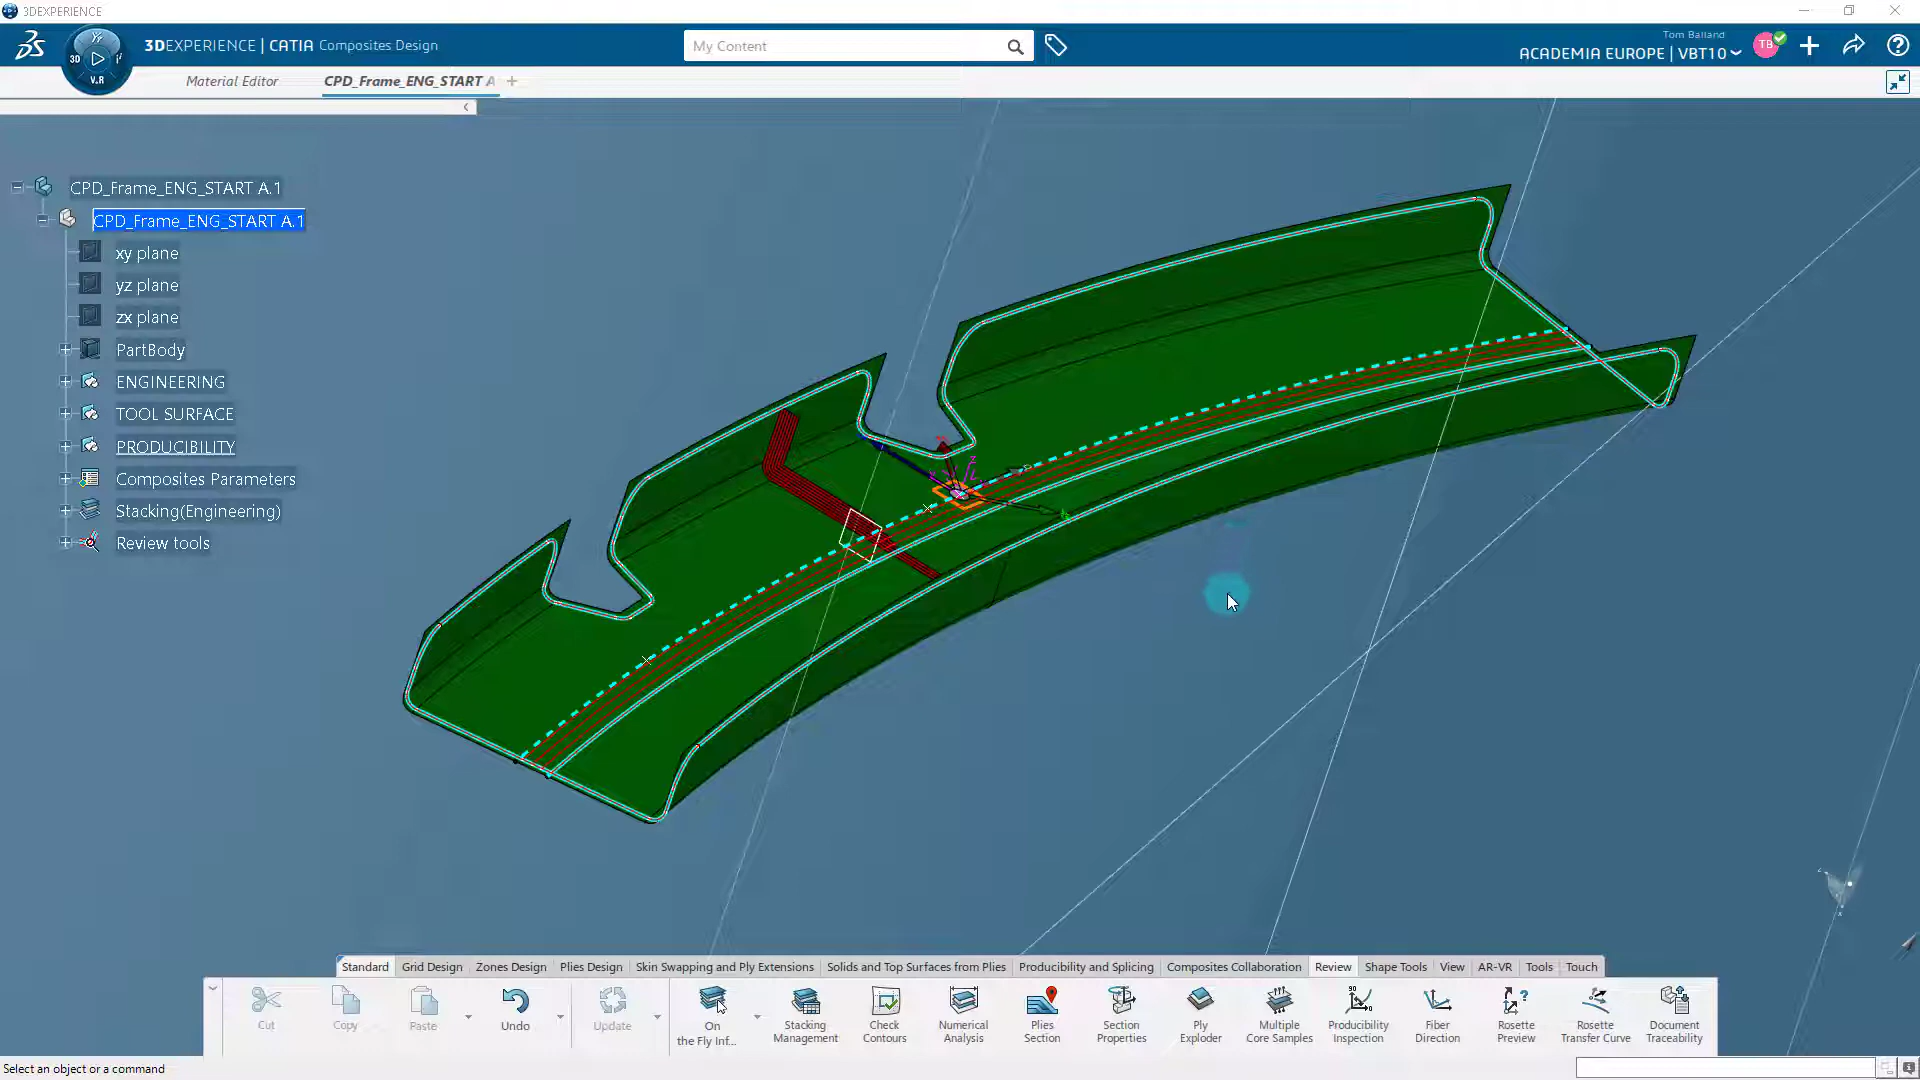 3DEXPERIENCE
3DEXPERIENCE | CATIA Composites Design
My Content
Tom Balland
ACADEMIA EUROPE | VBT10
TB
3D
V.R
Material Editor
CPD_Frame_ENG_START A
CPD_Frame_ENG_START A.1
CPD_Frame_ENG_START A.1
xy plane
yz plane
zx plane
PartBody
ENGINEERING
TOOL SURFACE
PRODUCIBILITY
Composites Parameters
Stacking(Engineering)
Review tools
Standard Grid Design Zones Design Plies Design Skin Swapping and Ply Extensions Solids and Top Surfaces from Plies Producibility and Splicing Composites Collaboration Review Shape Tools View AR-VR Tools Touch
Cut
Copy
Paste
Undo
Update
On
the Fly Inf...
Stacking
Management
Check
Contours
Numerical
Analysis
Plies
Section
Section
Properties
Ply
Exploder
Multiple
Core Samples
Producibility
Inspection
Fiber
Direction
Rosette
Preview
Rosette
Transfer Curve
Document
Traceability
Select an object or a command